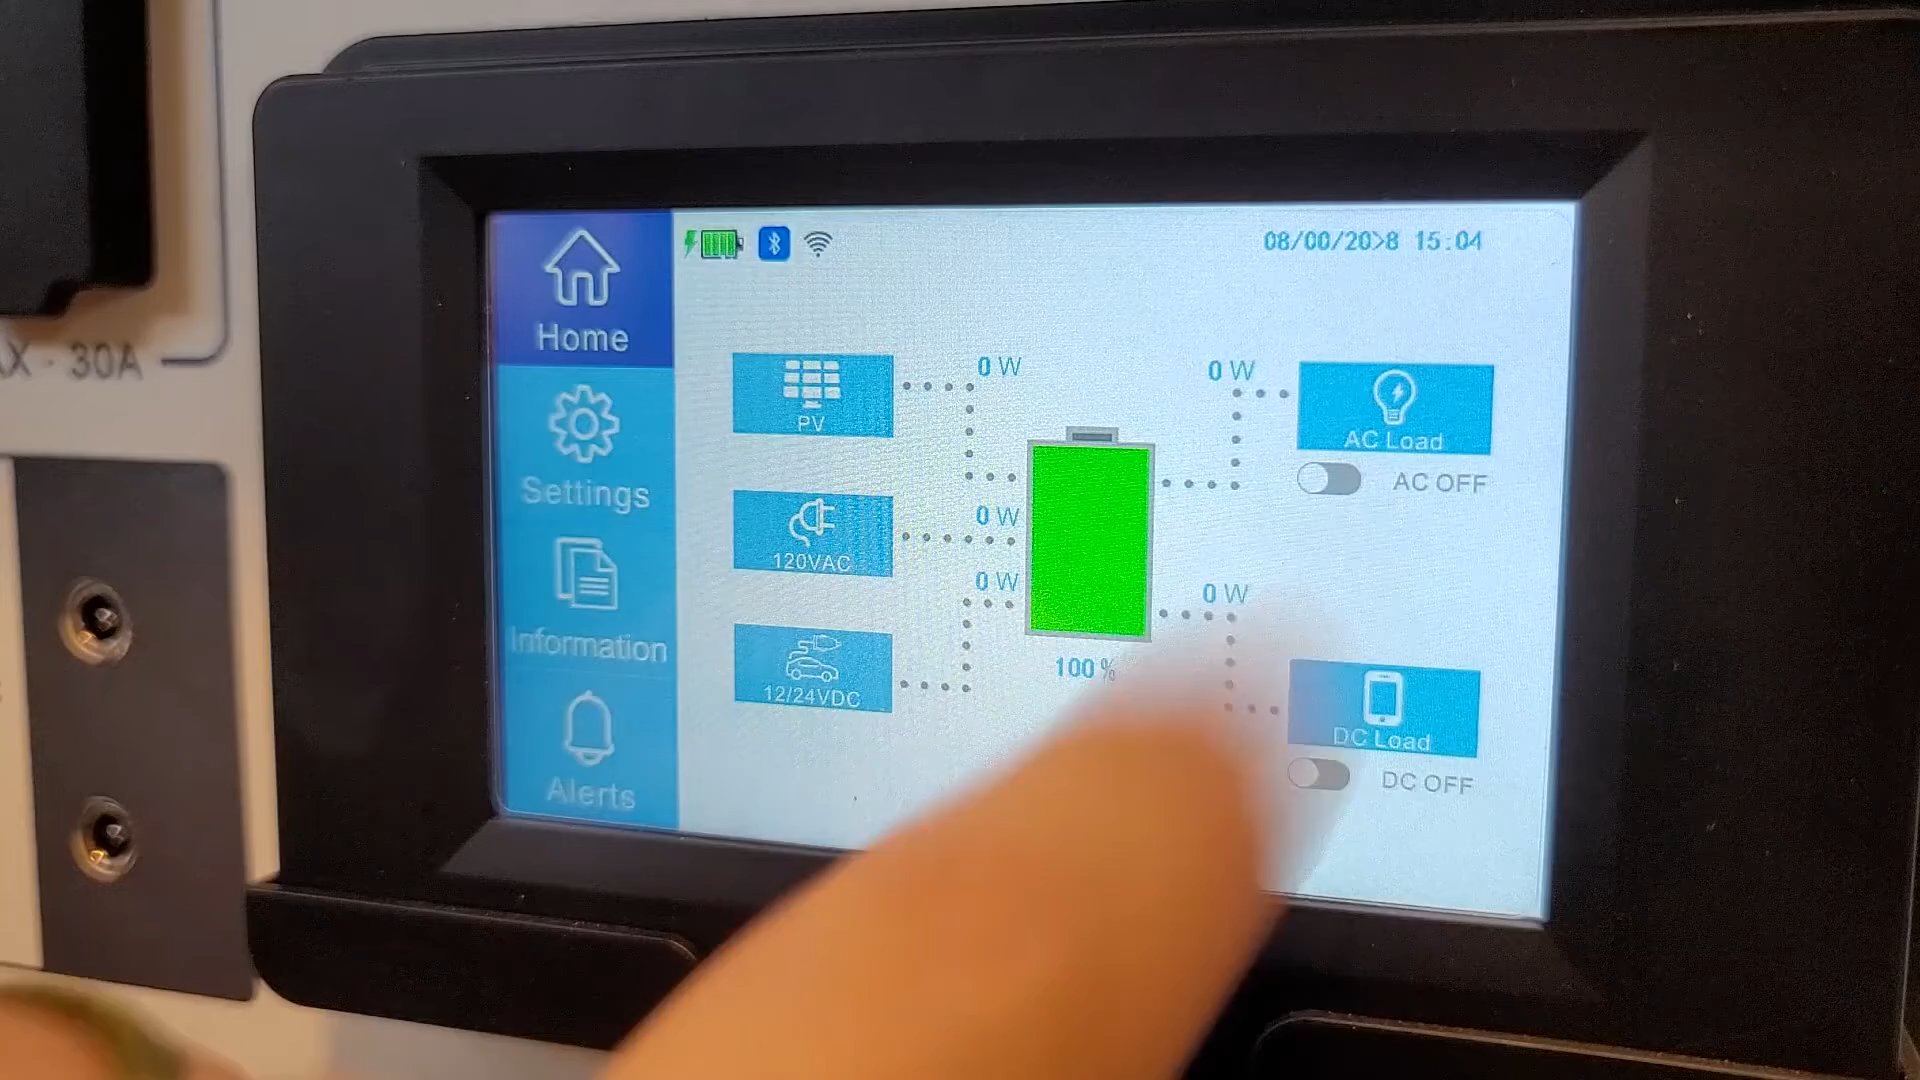 08/00/20>8 15:04
Home
Settings
Information
Alerts
PV
0 W
120VAC
0 W
12/24VDC
0 W
100 %
0 W
AC Load
AC OFF
0 W
DC Load
DC OFF
· 30A